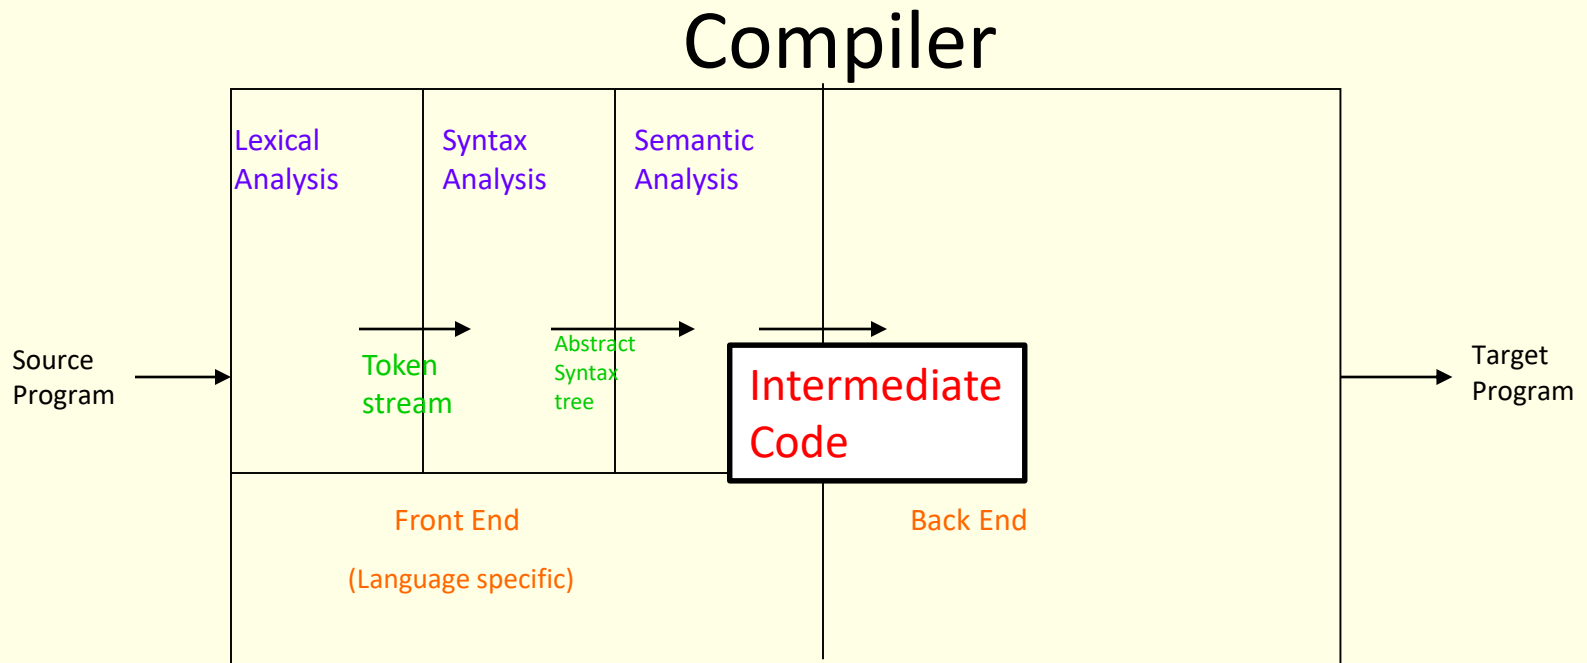 Compiler
Lexical
Analysis
Syntax
Analysis
Semantic
Analysis
Source
Program
Token
stream
Abstract
Syntax
tree
Intermediate
Code
Target
Program
Front End
(Language specific)
Back End